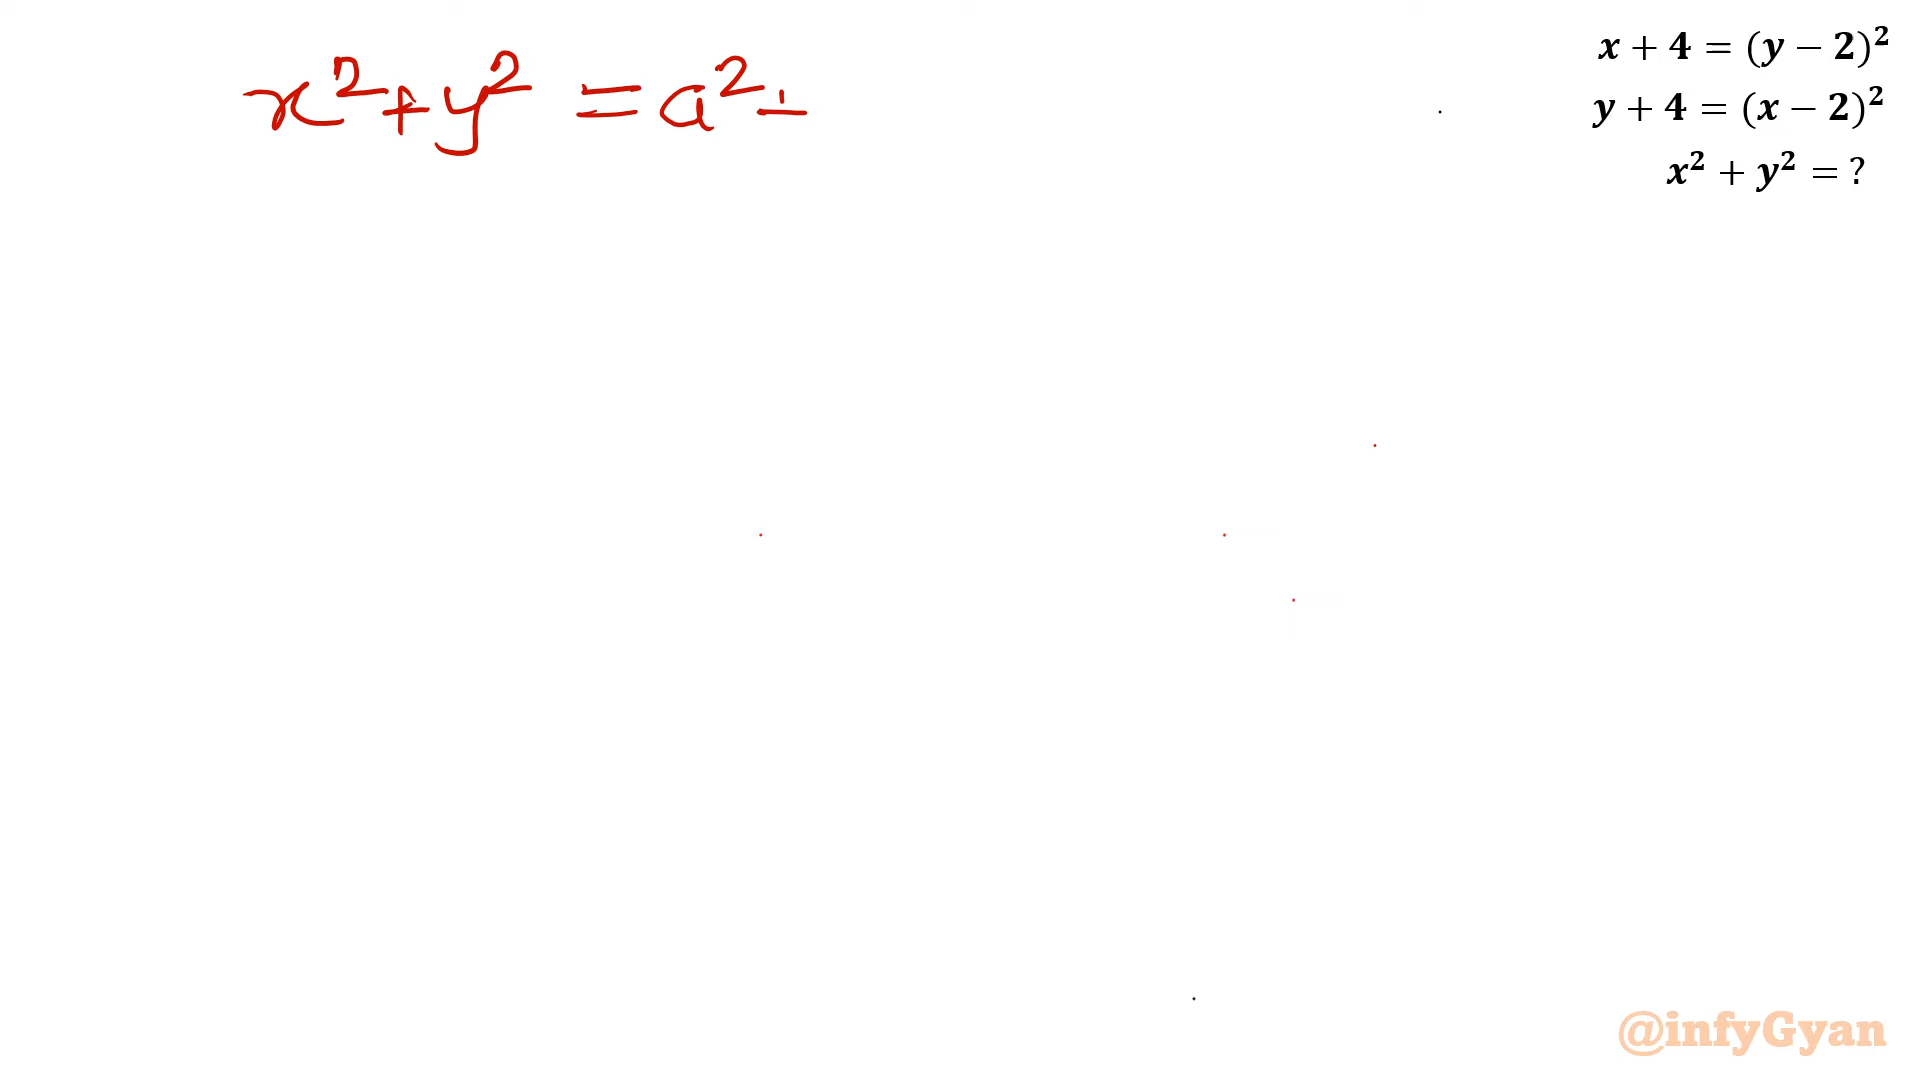 x² + y² = a² +
x + 4 = (y − 2)²
y + 4 = (x − 2)²
x² + y² = ?
@infyGyan